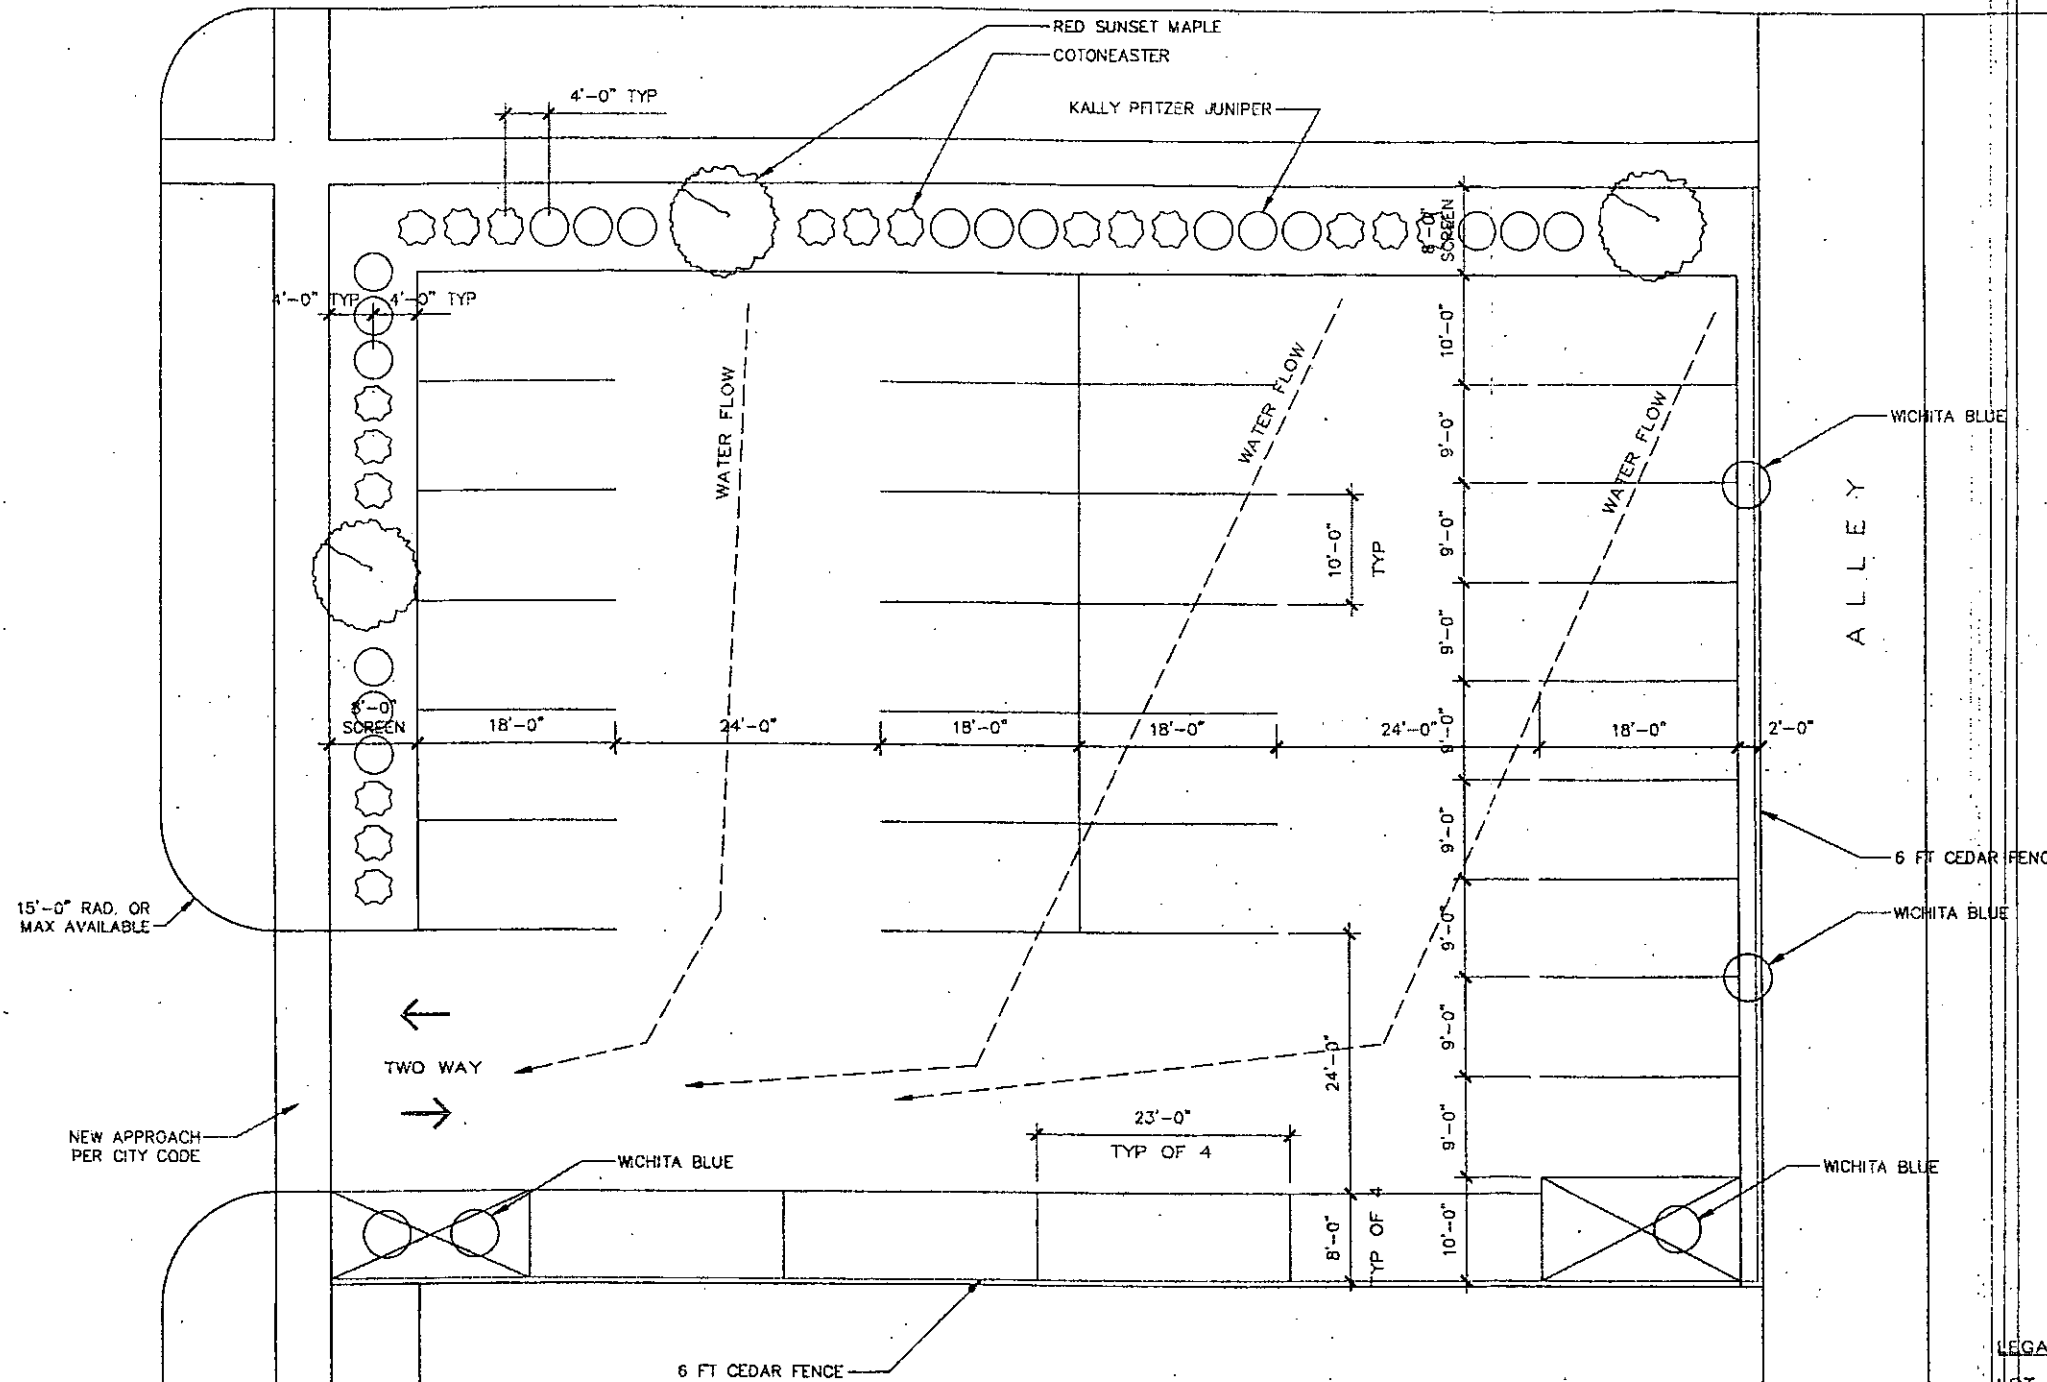 RED SUNSET MAPLE
COTONEASTER
4'-0" TYP
KALLY PFITZER JUNIPER
8'-0"
SCREEN
4'-0" TYP
4'-0" TYP
10'-0"
WATER FLOW
WATER FLOW
WATER FLOW
9'-0"
WICHITA BLUE
ALLEY
10'-0"
TYP
9'-0"
9'-0"
8'-0"
SCREEN
18'-0"
24'-0"
18'-0"
18'-0"
24'-0"
18'-0"
2'-0"
9'-0"
6 FT CEDAR FENC
15'-0" RAD. OR
MAX AVAILABLE
WICHITA BLUE
9'-0"
9'-0"
TWO WAY
24'-0"
NEW APPROACH
PER CITY CODE
23'-0"
TYP OF 4
9'-0"
WICHITA BLUE
WICHITA BLUE
8'-0"
TYP OF 4
10'-0"
6 FT CEDAR FENCE
LEGA